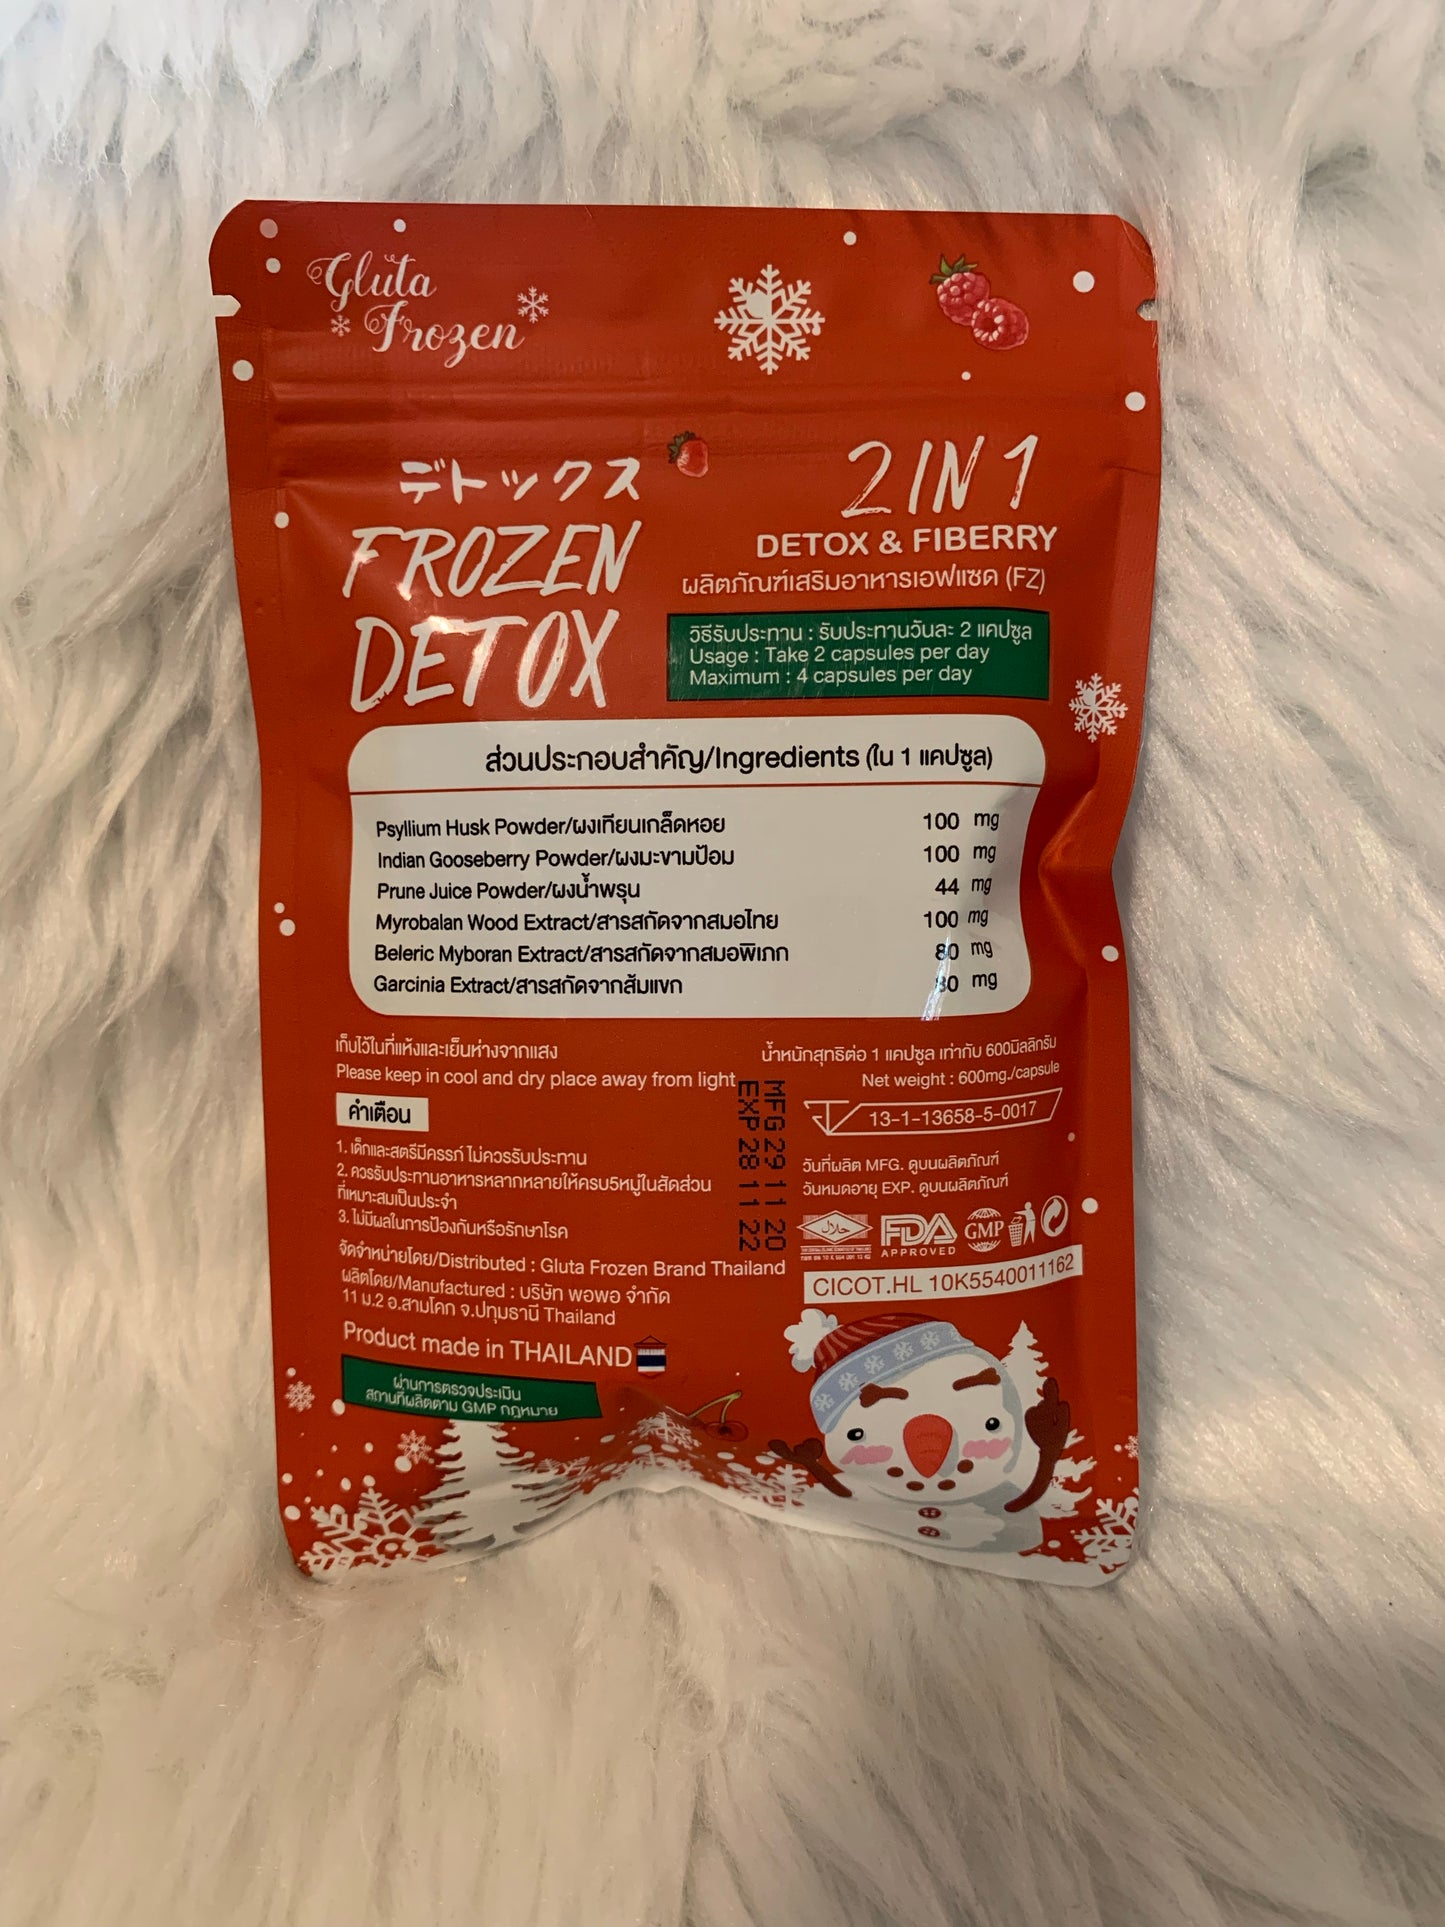 Gluta
Frozen
デトックス
FROZEN
DETOX
2 IN 1
DETOX & FIBERRY
ผลิตภัณฑ์เสริมอาหารเอฟแซด (FZ)
วิธีรับประทาน : รับประทานวันละ 2 แคปซูล
Usage : Take 2 capsules per day
Maximum : 4 capsules per day
ส่วนประกอบสำคัญ/Ingredients (ใน 1 แคปซูล)
Psyllium Husk Powder/ผงเทียนเกล็ดหอย 100 mg
Indian Gooseberry Powder/ผงมะขามป้อม 100 mg
Prune Juice Powder/ผงน้ำพรุน 44 mg
Myrobalan Wood Extract/สารสกัดจากสมอไทย 100 mg
Beleric Myboran Extract/สารสกัดจากสมอพิเภก 80 mg
Garcinia Extract/สารสกัดจากส้มแขก 80 mg
เก็บไว้ในที่แห้งและเย็นห่างจากแสง
Please keep in cool and dry place away from light
คำเตือน
1. เด็กและสตรีมีครรภ์ ไม่ควรรับประทาน
2. ควรรับประทานอาหารหลากหลายให้ครบ5หมู่ในสัดส่วน
ที่เหมาะสมเป็นประจำ
3. ไม่มีผลในการป้องกันหรือรักษาโรค
จัดจำหน่ายโดย/Distributed : Gluta Frozen Brand Thailand
ผลิตโดย/Manufactured : บริษัท พอพอ จำกัด
11 ม.2 อ.สามโคก จ.ปทุมธานี Thailand
Product made in THAILAND
ผ่านการตรวจประเมิน
สถานที่ผลิตตาม GMP กฎหมาย
MFG 29 11 20
EXP 28 11 22
น้ำหนักสุทธิต่อ 1 แคปซูล เท่ากับ 600มิลลิกรัม
Net weight : 600mg./capsule
13-1-13658-5-0017
วันที่ผลิต MFG. ดูบนผลิตภัณฑ์
วันหมดอายุ EXP. ดูบนผลิตภัณฑ์
حلال
FDA
APPROVED
GMP
CICOT.HL 10K5540011162